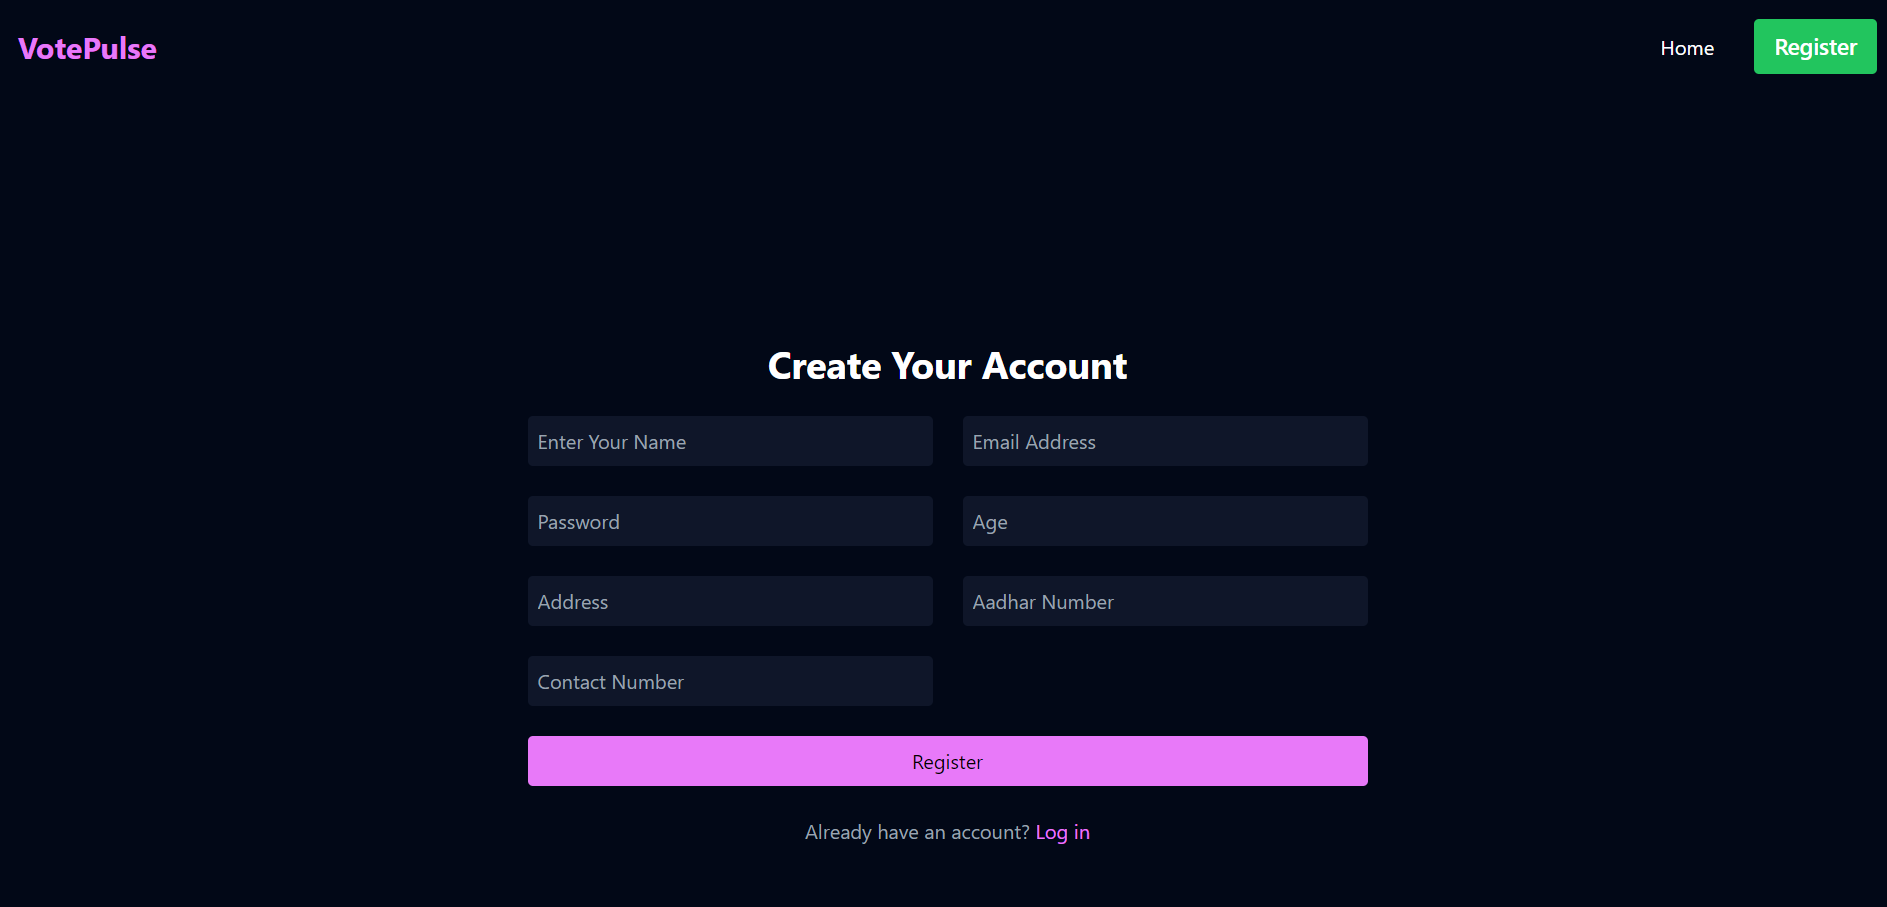 VotePulse
Home
Register
Create Your Account
Enter Your Name
Email Address
Password
Age
Address
Aadhar Number
Contact Number
Register
Already have an account? Log in